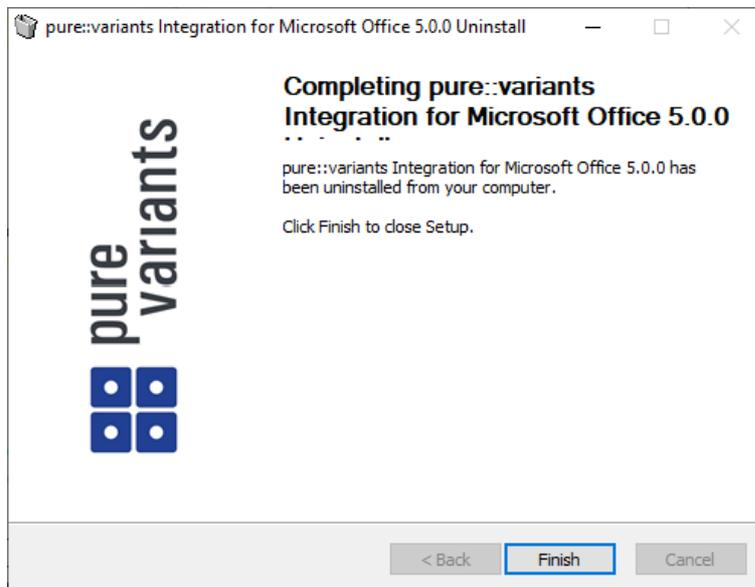 pure::variants Integration for Microsoft Office 5.0.0 Uninstall
pure
variants
Completing pure::variants
Integration for Microsoft Office 5.0.0
pure::variants Integration for Microsoft Office 5.0.0 has
been uninstalled from your computer.
Click Finish to close Setup.
< Back
Finish
Cancel